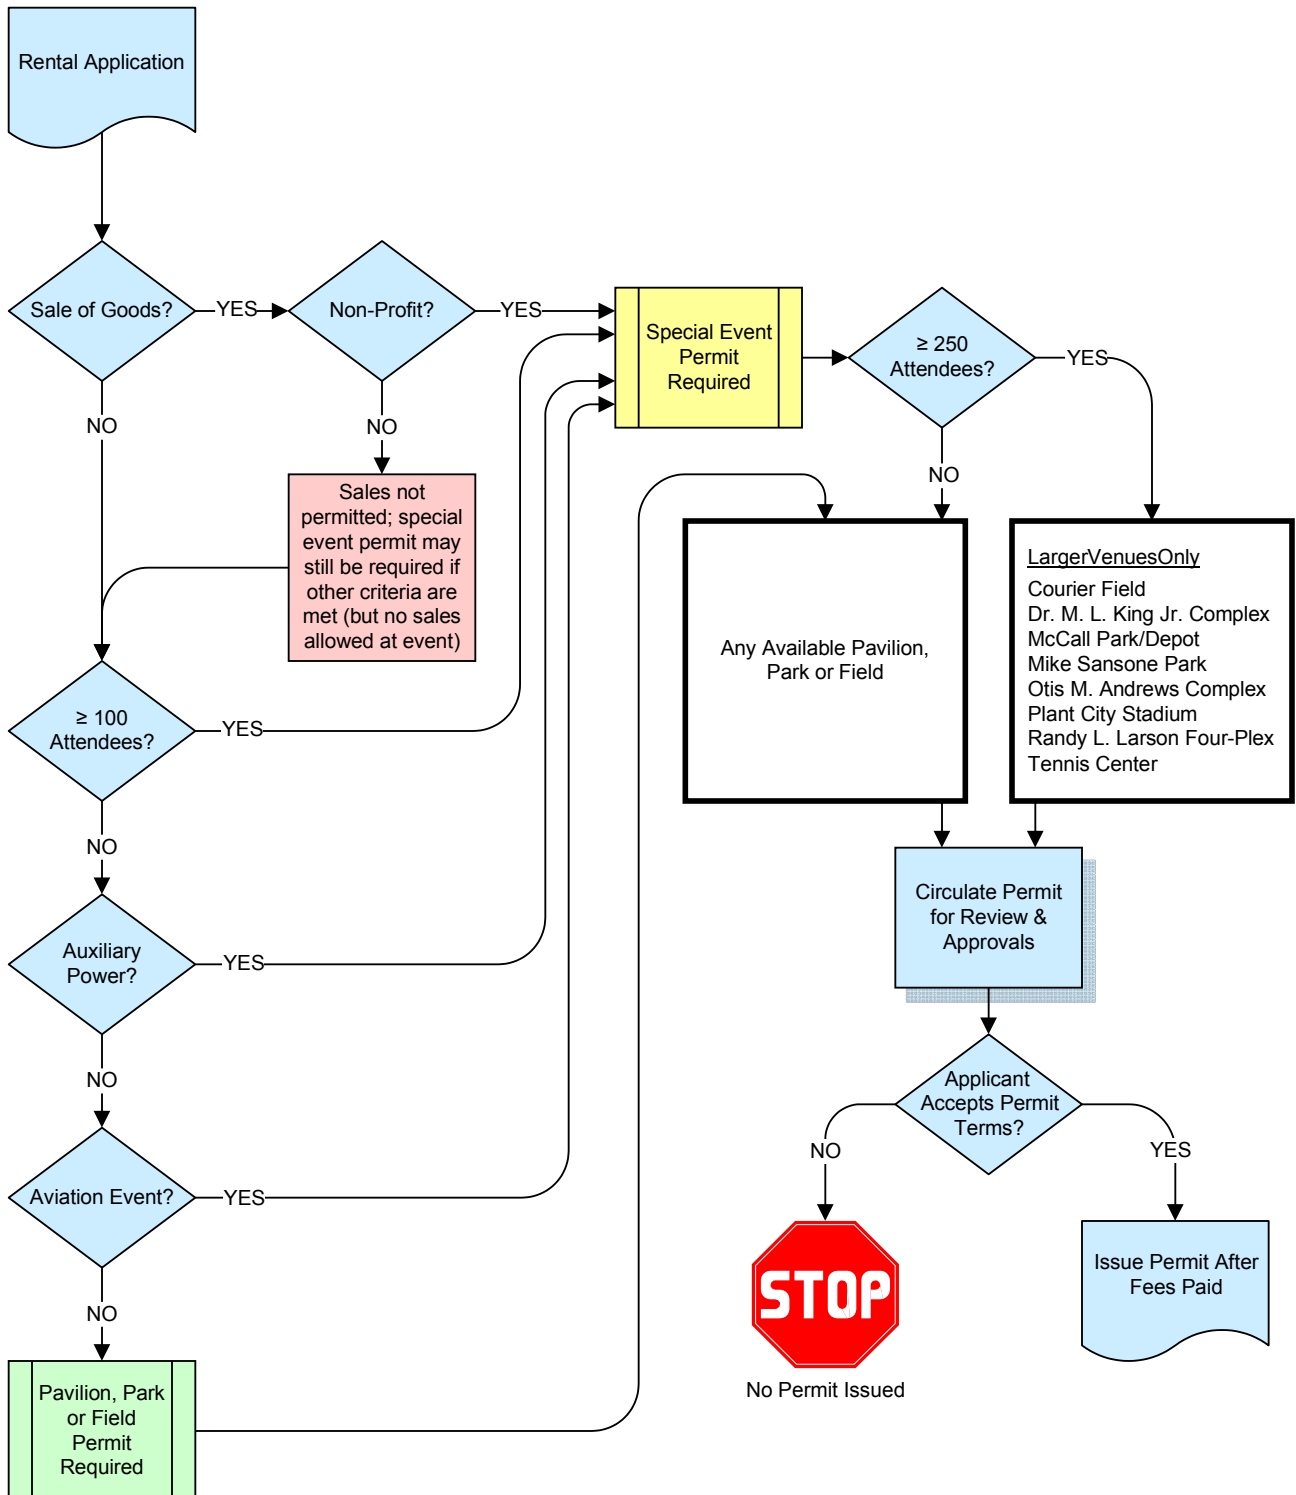 Rental Application
Sale of Goods?
YES
Non-Profit?
YES
Special Event
Permit
Required
≥ 250
Attendees?
YES
NO
NO
NO
Sales not
permitted; special
event permit may
still be required if
other criteria are
met (but no sales
allowed at event)
Any Available Pavilion,
Park or Field
LargerVenuesOnly
Courier Field
Dr. M. L. King Jr. Complex
McCall Park/Depot
Mike Sansone Park
Otis M. Andrews Complex
Plant City Stadium
Randy L. Larson Four-Plex
Tennis Center
≥ 100
Attendees?
YES
NO
Circulate Permit
for Review &
Approvals
Auxiliary
Power?
YES
NO
Applicant
Accepts Permit
Terms?
NO
YES
Aviation Event?
YES
NO
STOP
No Permit Issued
Issue Permit After
Fees Paid
Pavilion, Park
or Field
Permit
Required